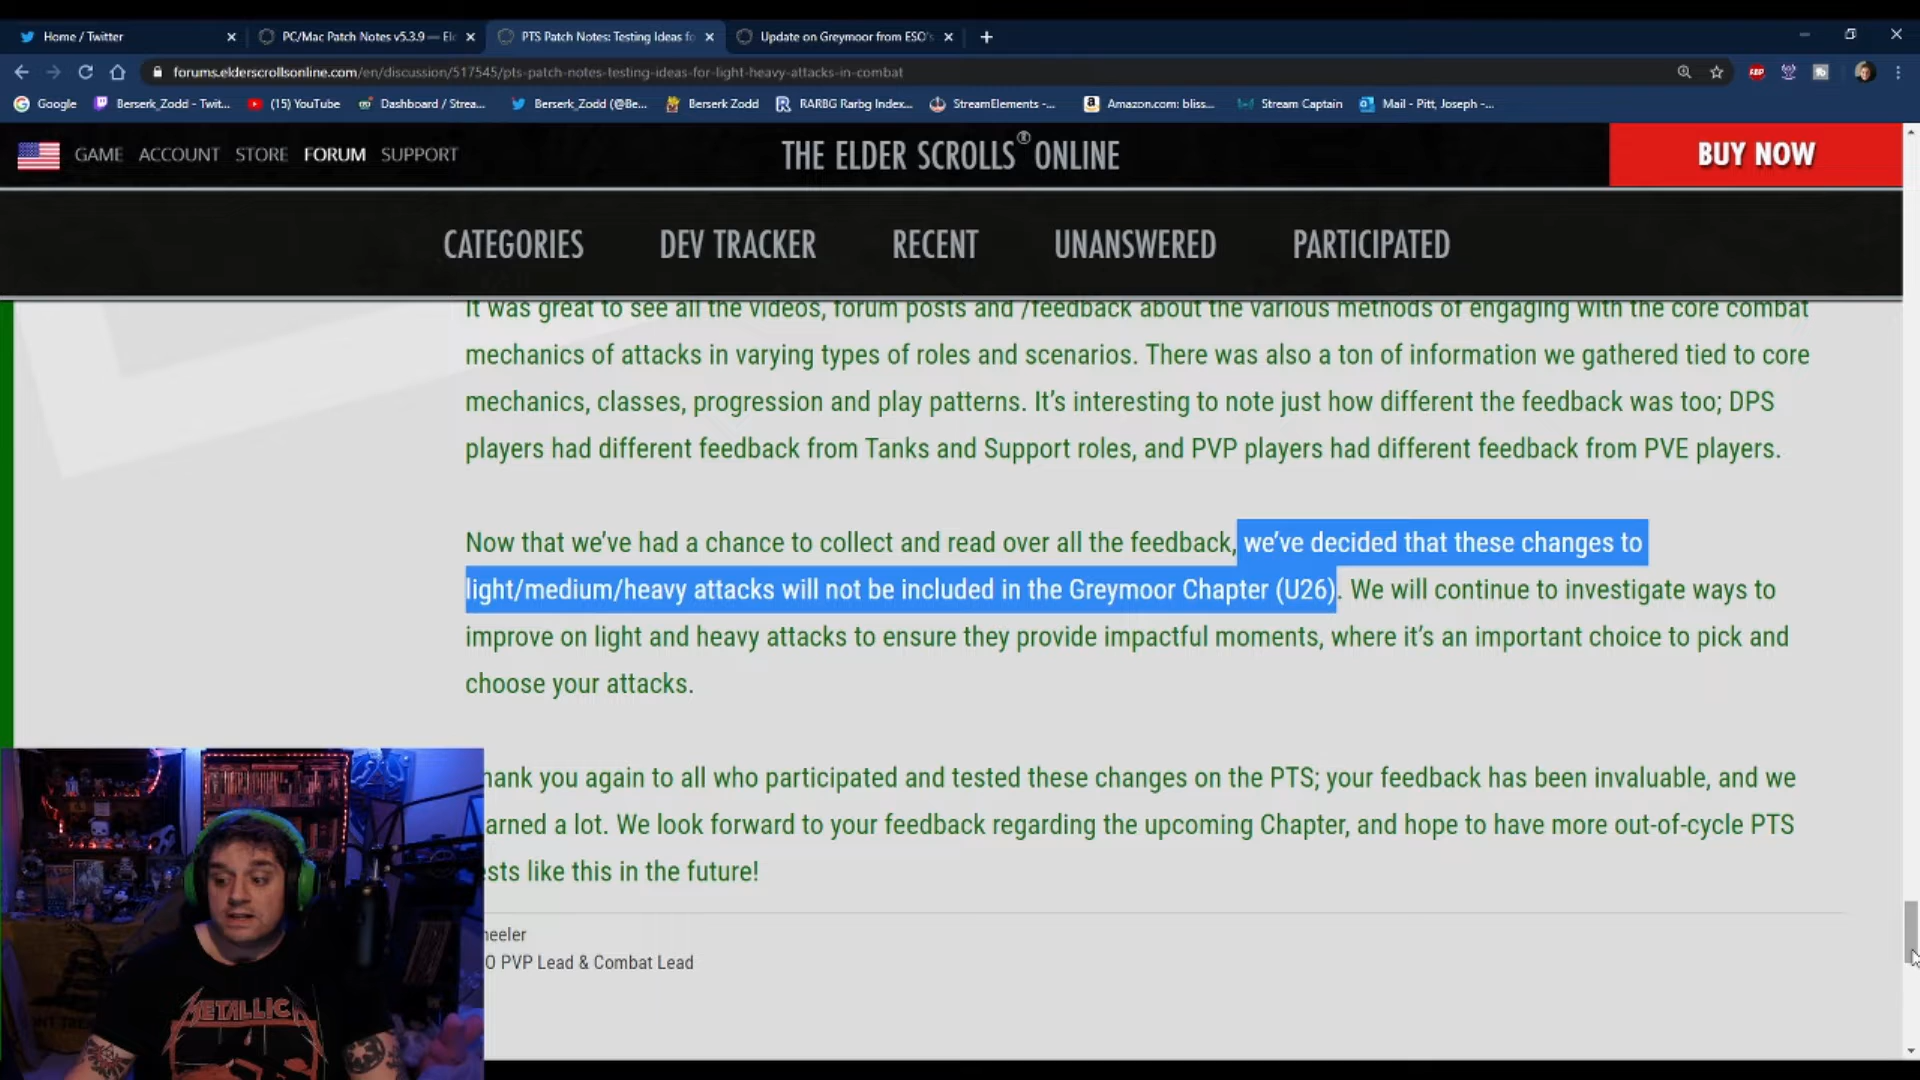 Home / Twitter
PC/Mac Patch Notes v5.3.9 — El
PTS Patch Notes: Testing Ideas fo
Update on Greymoor from ESO's
forums.elderscrollsonline.com/en/discussion/517545/pts-patch-notes-testing-ideas-for-light-heavy-attacks-in-combat
ABP
Google
Berserk_Zodd - Twit...
(15) YouTube
Dashboard / Strea...
Berserk_Zodd (@Be...
Berserk Zodd
RARBG Rarbg Index...
StreamElements -...
Amazon.com: bliss...
Stream Captain
Mail - Pitt, Joseph -...
GAME ACCOUNT STORE FORUM SUPPORT
THE ELDER SCROLLS® ONLINE
BUY NOW
CATEGORIES DEV TRACKER RECENT UNANSWERED PARTICIPATED
It was great to see all the videos, forum posts and /feedback about the various methods of engaging with the core combat
mechanics of attacks in varying types of roles and scenarios. There was also a ton of information we gathered tied to core
mechanics, classes, progression and play patterns. It's interesting to note just how different the feedback was too; DPS
players had different feedback from Tanks and Support roles, and PVP players had different feedback from PVE players.
Now that we've had a chance to collect and read over all the feedback, we've decided that these changes to
light/medium/heavy attacks will not be included in the Greymoor Chapter (U26). We will continue to investigate ways to
improve on light and heavy attacks to ensure they provide impactful moments, where it's an important choice to pick and
choose your attacks.
hank you again to all who participated and tested these changes on the PTS; your feedback has been invaluable, and we
arned a lot. We look forward to your feedback regarding the upcoming Chapter, and hope to have more out-of-cycle PTS
ests like this in the future!
heeler
O PVP Lead & Combat Lead
METALLICA